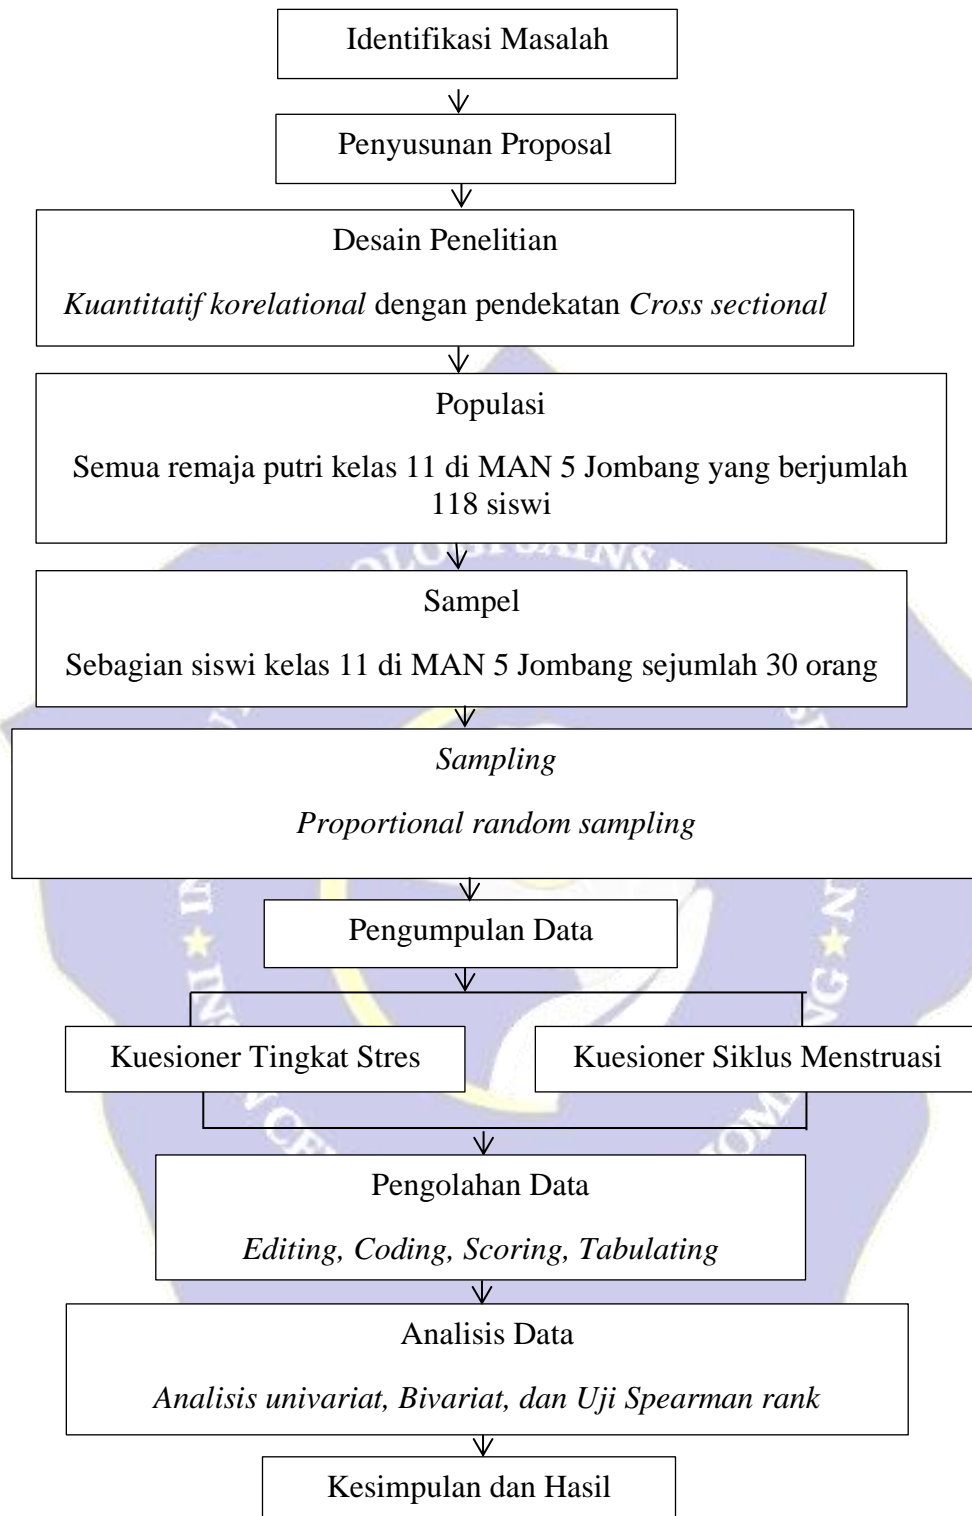 Identifikasi Masalah
Penyusunan Proposal
Desain Penelitian
Kuantitatif korelational dengan pendekatan Cross sectional
Populasi
Semua remaja putri kelas 11 di MAN 5 Jombang yang berjumlah
118 siswi
Sampel
Sebagian siswi kelas 11 di MAN 5 Jombang sejumlah 30 orang
Sampling
Proportional random sampling
Pengumpulan Data
Kuesioner Tingkat Stres
Kuesioner Siklus Menstruasi
Pengolahan Data
Editing, Coding, Scoring, Tabulating
Analisis Data
Analisis univariat, Bivariat, dan Uji Spearman rank
Kesimpulan dan Hasil